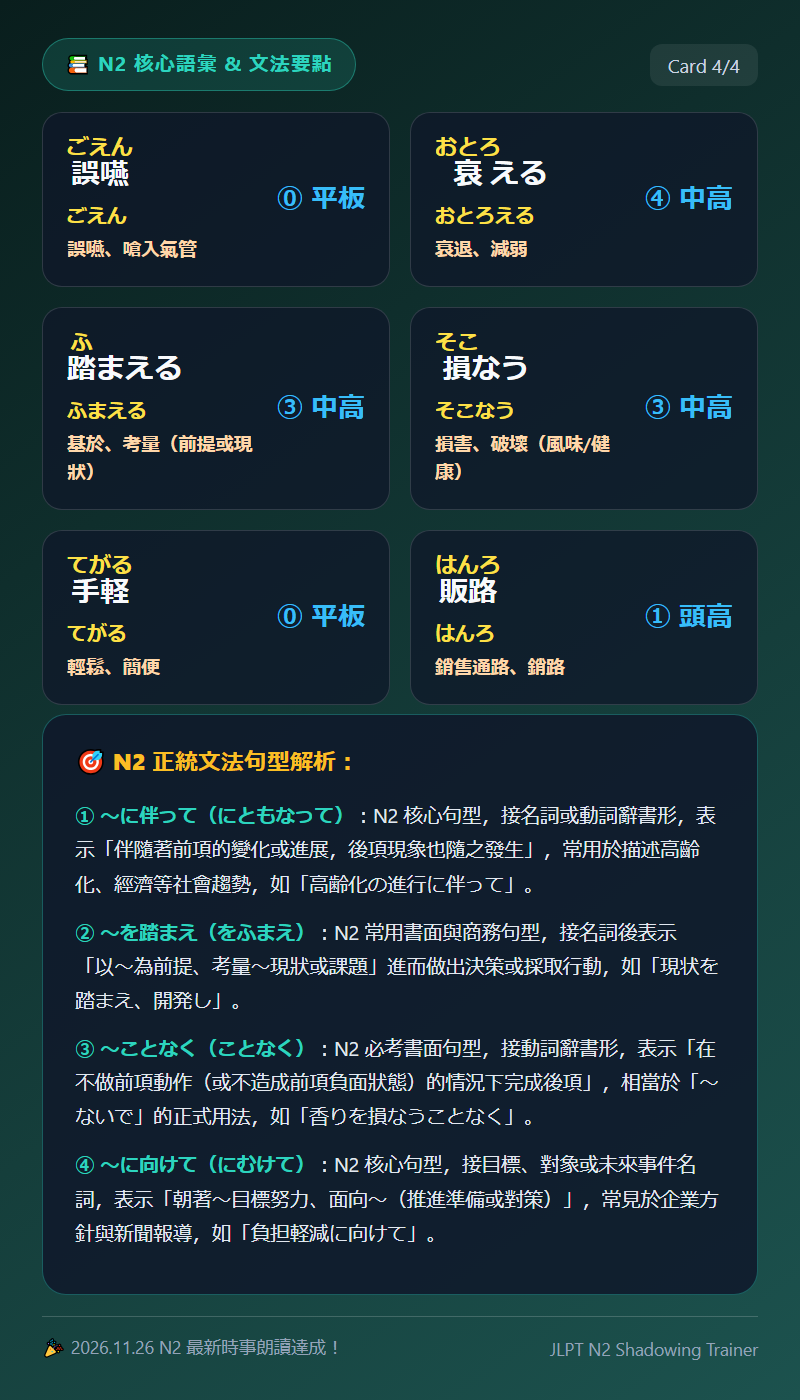 📚 N2 核心語彙 & 文法要點
Card 4/4
ごえん
誤嚥
ごえん
誤嚥、嗆入氣管
⓪ 平板
おとろ
衰える
おとろえる
衰退、減弱
④ 中高
ふ
踏まえる
ふまえる
基於、考量（前提或現
狀）
③ 中高
そこ
損なう
そこなう
損害、破壞（風味/健
康）
③ 中高
てがる
手軽
てがる
輕鬆、簡便
⓪ 平板
はんろ
販路
はんろ
銷售通路、銷路
① 頭高
🎯 N2 正統文法句型解析：
① ～に伴って（にともなって）：N2 核心句型，接名詞或動詞辭書形，表
示「伴隨著前項的變化或進展，後項現象也隨之發生」，常用於描述高齡
化、經濟等社會趨勢，如「高齢化の進行に伴って」。
② ～を踏まえ（をふまえ）：N2 常用書面與商務句型，接名詞後表示
「以～為前提、考量～現狀或課題」進而做出決策或採取行動，如「現状を
踏まえ、開発し」。
③ ～ことなく（ことなく）：N2 必考書面句型，接動詞辭書形，表示「在
不做前項動作（或不造成前項負面狀態）的情況下完成後項」，相當於「～
ないで」的正式用法，如「香りを損なうことなく」。
④ ～に向けて（にむけて）：N2 核心句型，接目標、對象或未來事件名
詞，表示「朝著～目標努力、面向～（推進準備或對策）」，常見於企業方
針與新聞報導，如「負担軽減に向けて」。
🎉 2026.11.26 N2 最新時事朗讀達成！
JLPT N2 Shadowing Trainer